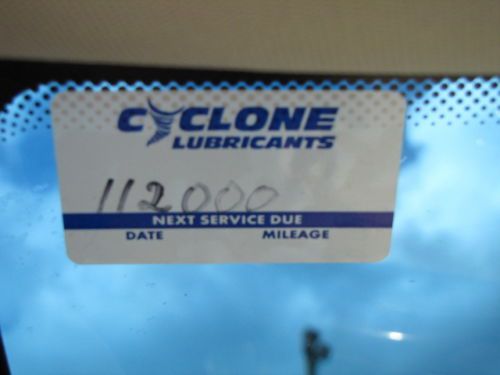 CYCLONE
LUBRICANTS
112000
NEXT SERVICE DUE
DATE MILEAGE